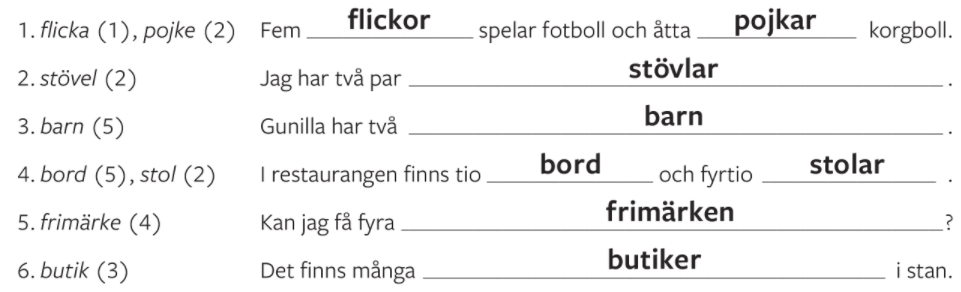 1. flicka (1), pojke (2) Fem flickor spelar fotboll och åtta pojkar korgboll.
2. stövel (2) Jag har två par stövlar .
3. barn (5) Gunilla har två barn .
4. bord (5), stol (2) I restaurangen finns tio bord och fyrtio stolar .
5. frimärke (4) Kan jag få fyra frimärken ?
6. butik (3) Det finns många butiker i stan.